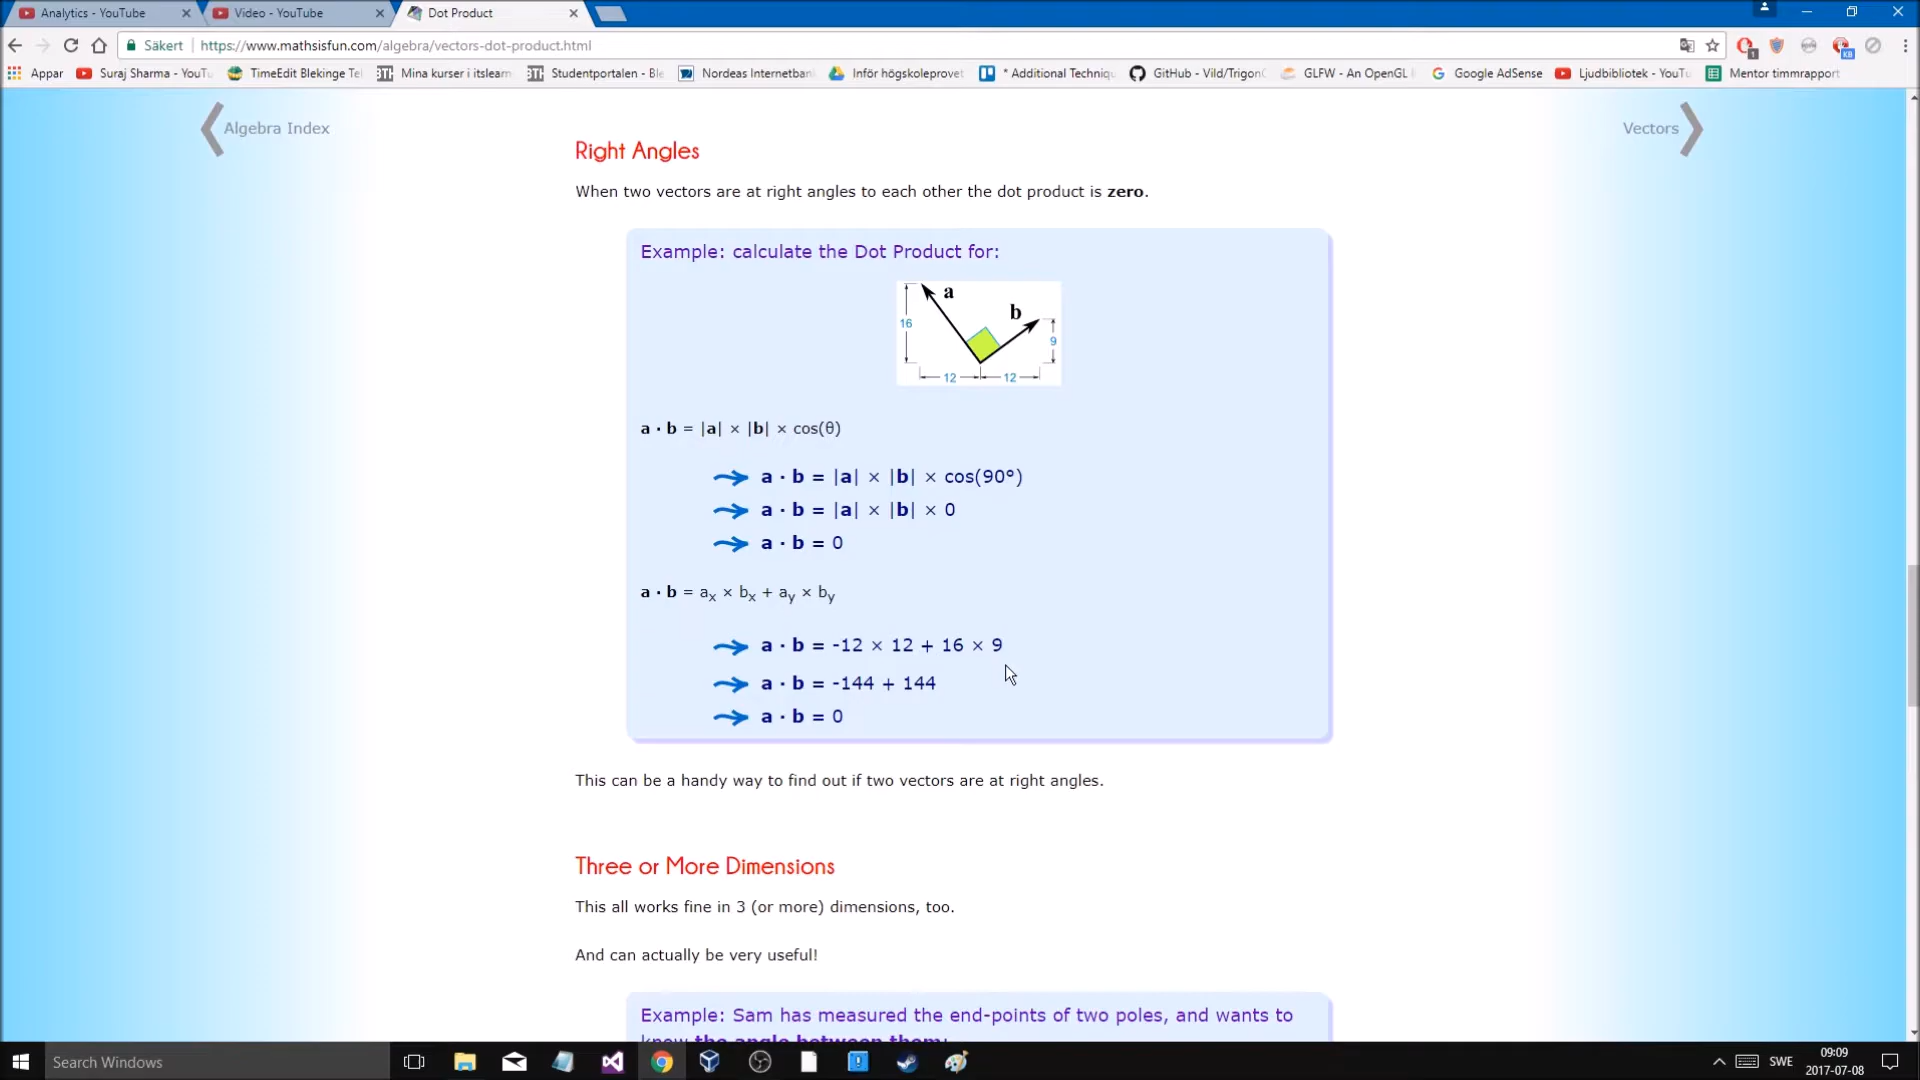 Analytics - YouTube
Video - YouTube
Dot Product
Säkert
https://www.mathsisfun.com/algebra/vectors-dot-product.html
Appar
Suraj Sharma - YouTu
TimeEdit Blekinge Te
Mina kurser i itslearn
Studentportalen - Ble
Nordeas Internetban
Inför högskoleprovet
* Additional Techniqu
GitHub - Vild/Trigon
GLFW - An OpenGL
Google AdSense
Ljudbibliotek - YouTu
Mentor timmrapport
Algebra Index
Vectors
Right Angles
When two vectors are at right angles to each other the dot product is zero.
Example: calculate the Dot Product for:
a
b
16
9
12
12
a · b = |a| × |b| × cos(θ)
a · b = |a| × |b| × cos(90°)
a · b = |a| × |b| × 0
a · b = 0
a · b = ax × bx + ay × by
a · b = -12 × 12 + 16 × 9
a · b = -144 + 144
a · b = 0
This can be a handy way to find out if two vectors are at right angles.
Three or More Dimensions
This all works fine in 3 (or more) dimensions, too.
And can actually be very useful!
Example: Sam has measured the end-points of two poles, and wants to
know the angle between them:
Search Windows
SWE
09:09
2017-07-08